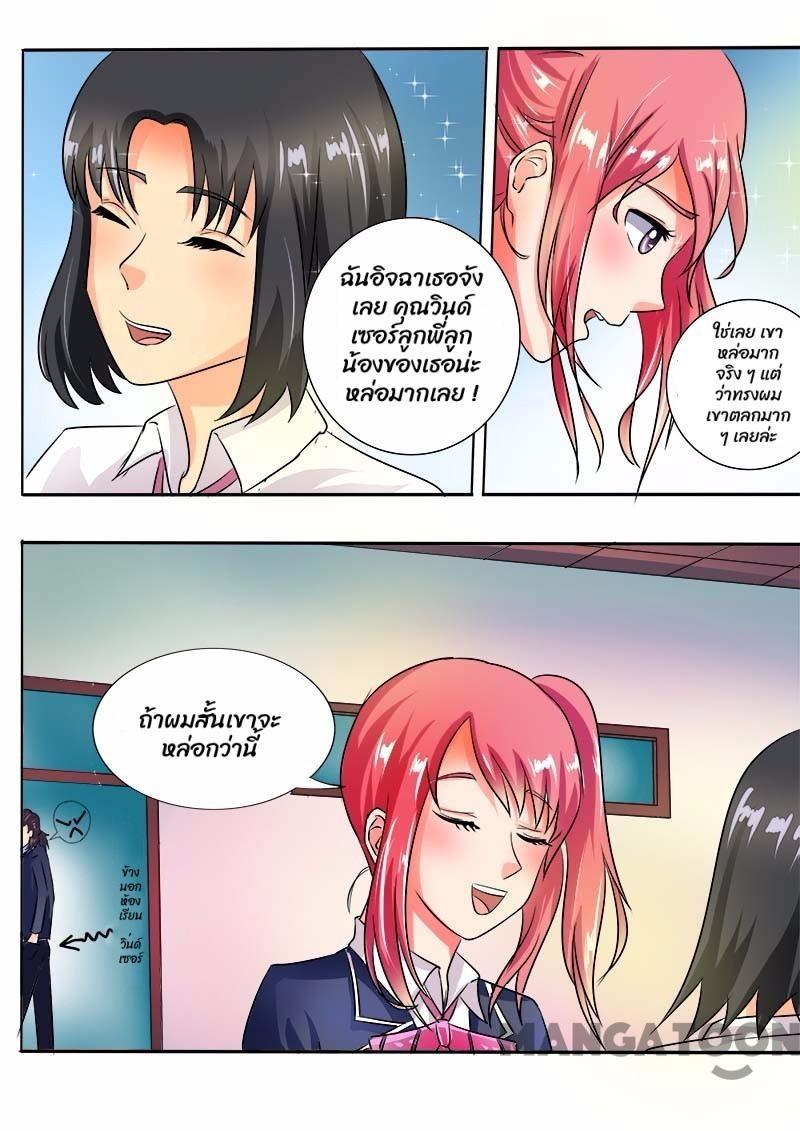 ฉันอิจฉาเธอจัง
เลย คุณวินด์
เซอร์ลูกพี่ลูก
น้องของเธอน่ะ
หล่อมากเลย !
ใช่เลย เขา
หล่อมาก
จริง ๆ แต่
ว่าทรงผม
เขาตลกมาก
ๆ เลยล่ะ
ถ้าผมสั้นเขาจะ
หล่อกว่านี้
ข้าง
นอก
ห้อง
เรียน
วินด์
เซอร์
MANGATOON